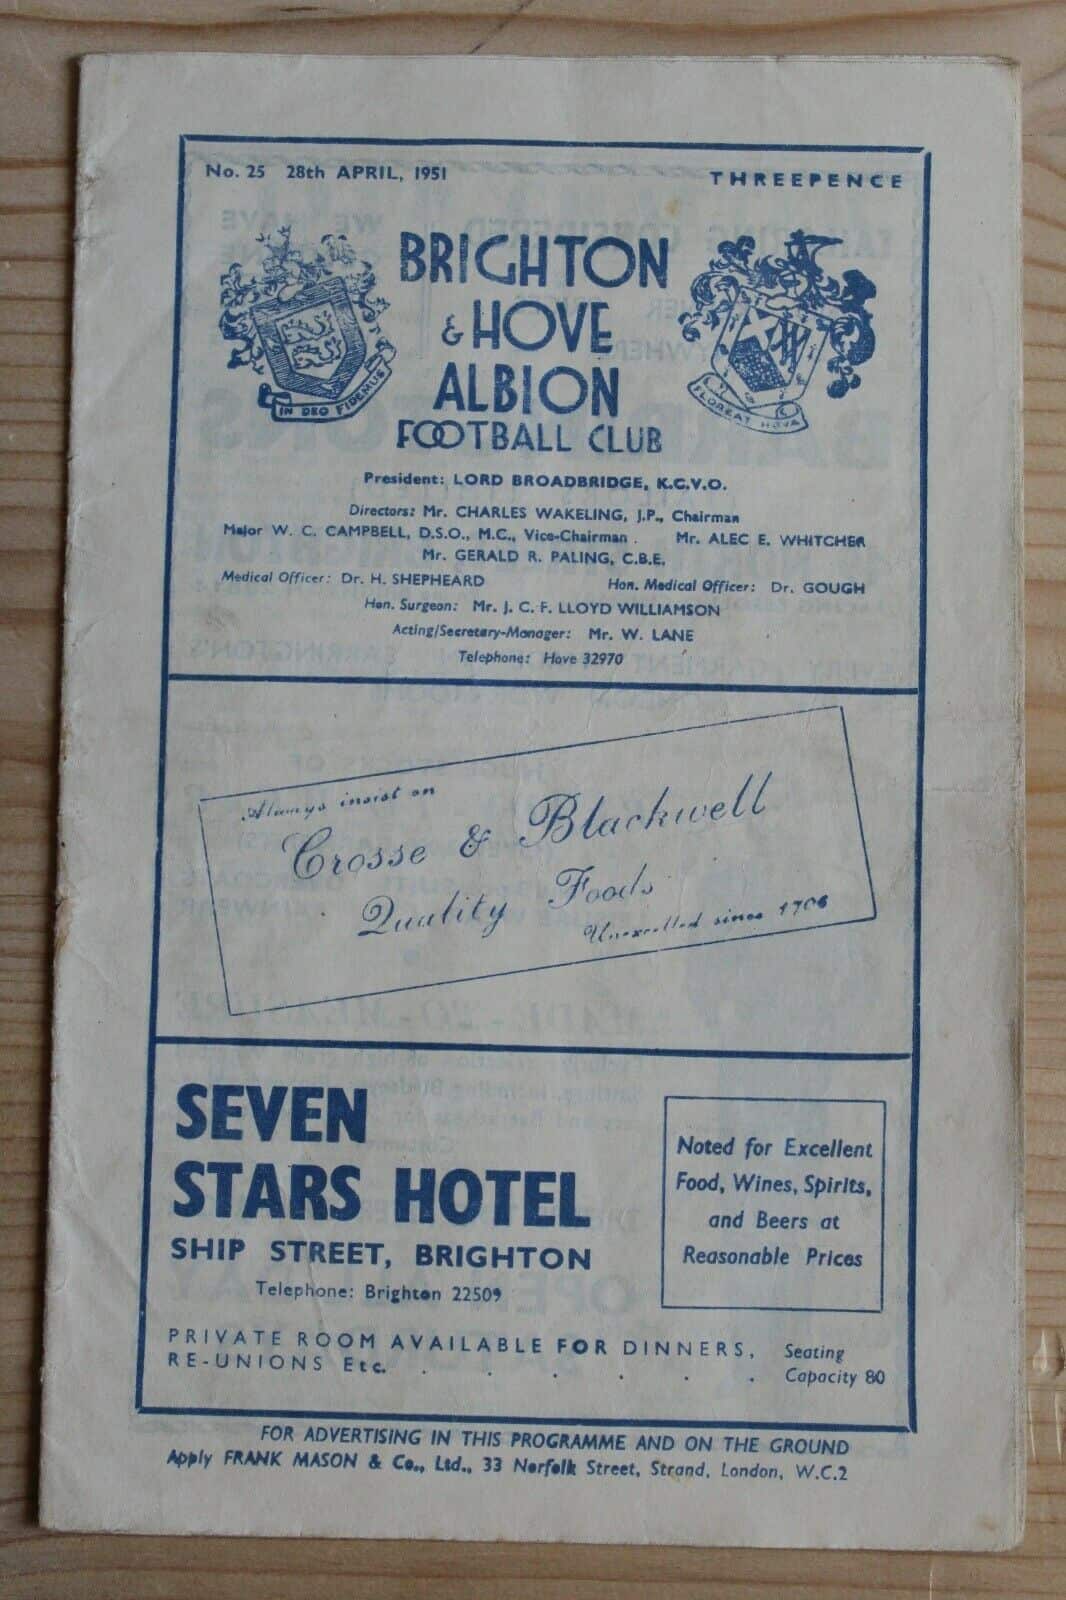 No. 25 28th APRIL, 1951
THREEPENCE
BRIGHTON
& HOVE
ALBION
FOOTBALL CLUB
IN DEO FIDEMUS
FLOREAT HOVA
President: LORD BROADBRIDGE, K.C.V.O.
Directors: Mr. CHARLES WAKELING, J.P., Chairman
Major W. C. CAMPBELL, D.S.O., M.C., Vice-Chairman . Mr. ALEC E. WHITCHER
Mr. GERALD R. PALING, C.B.E.
Medical Officer: Dr. H. SHEPHEARD Hon. Medical Officer: Dr. GOUGH
Hon. Surgeon: Mr. J. C. F. LLOYD WILLIAMSON
Acting/Secretary-Manager: Mr. W. LANE
Telephone: Hove 32970
Always insist on
Crosse & Blackwell
Quality Foods
Unexcelled since 1706
SEVEN
STARS HOTEL
SHIP STREET, BRIGHTON
Telephone: Brighton 22509
Noted for Excellent
Food, Wines, Spirits,
and Beers at
Reasonable Prices
PRIVATE ROOM AVAILABLE FOR DINNERS,
RE-UNIONS Etc. . . . . . .
Seating
Capacity 80
FOR ADVERTISING IN THIS PROGRAMME AND ON THE GROUND
Apply FRANK MASON & Co., Ltd., 33 Norfolk Street, Strand, London, W.C.2